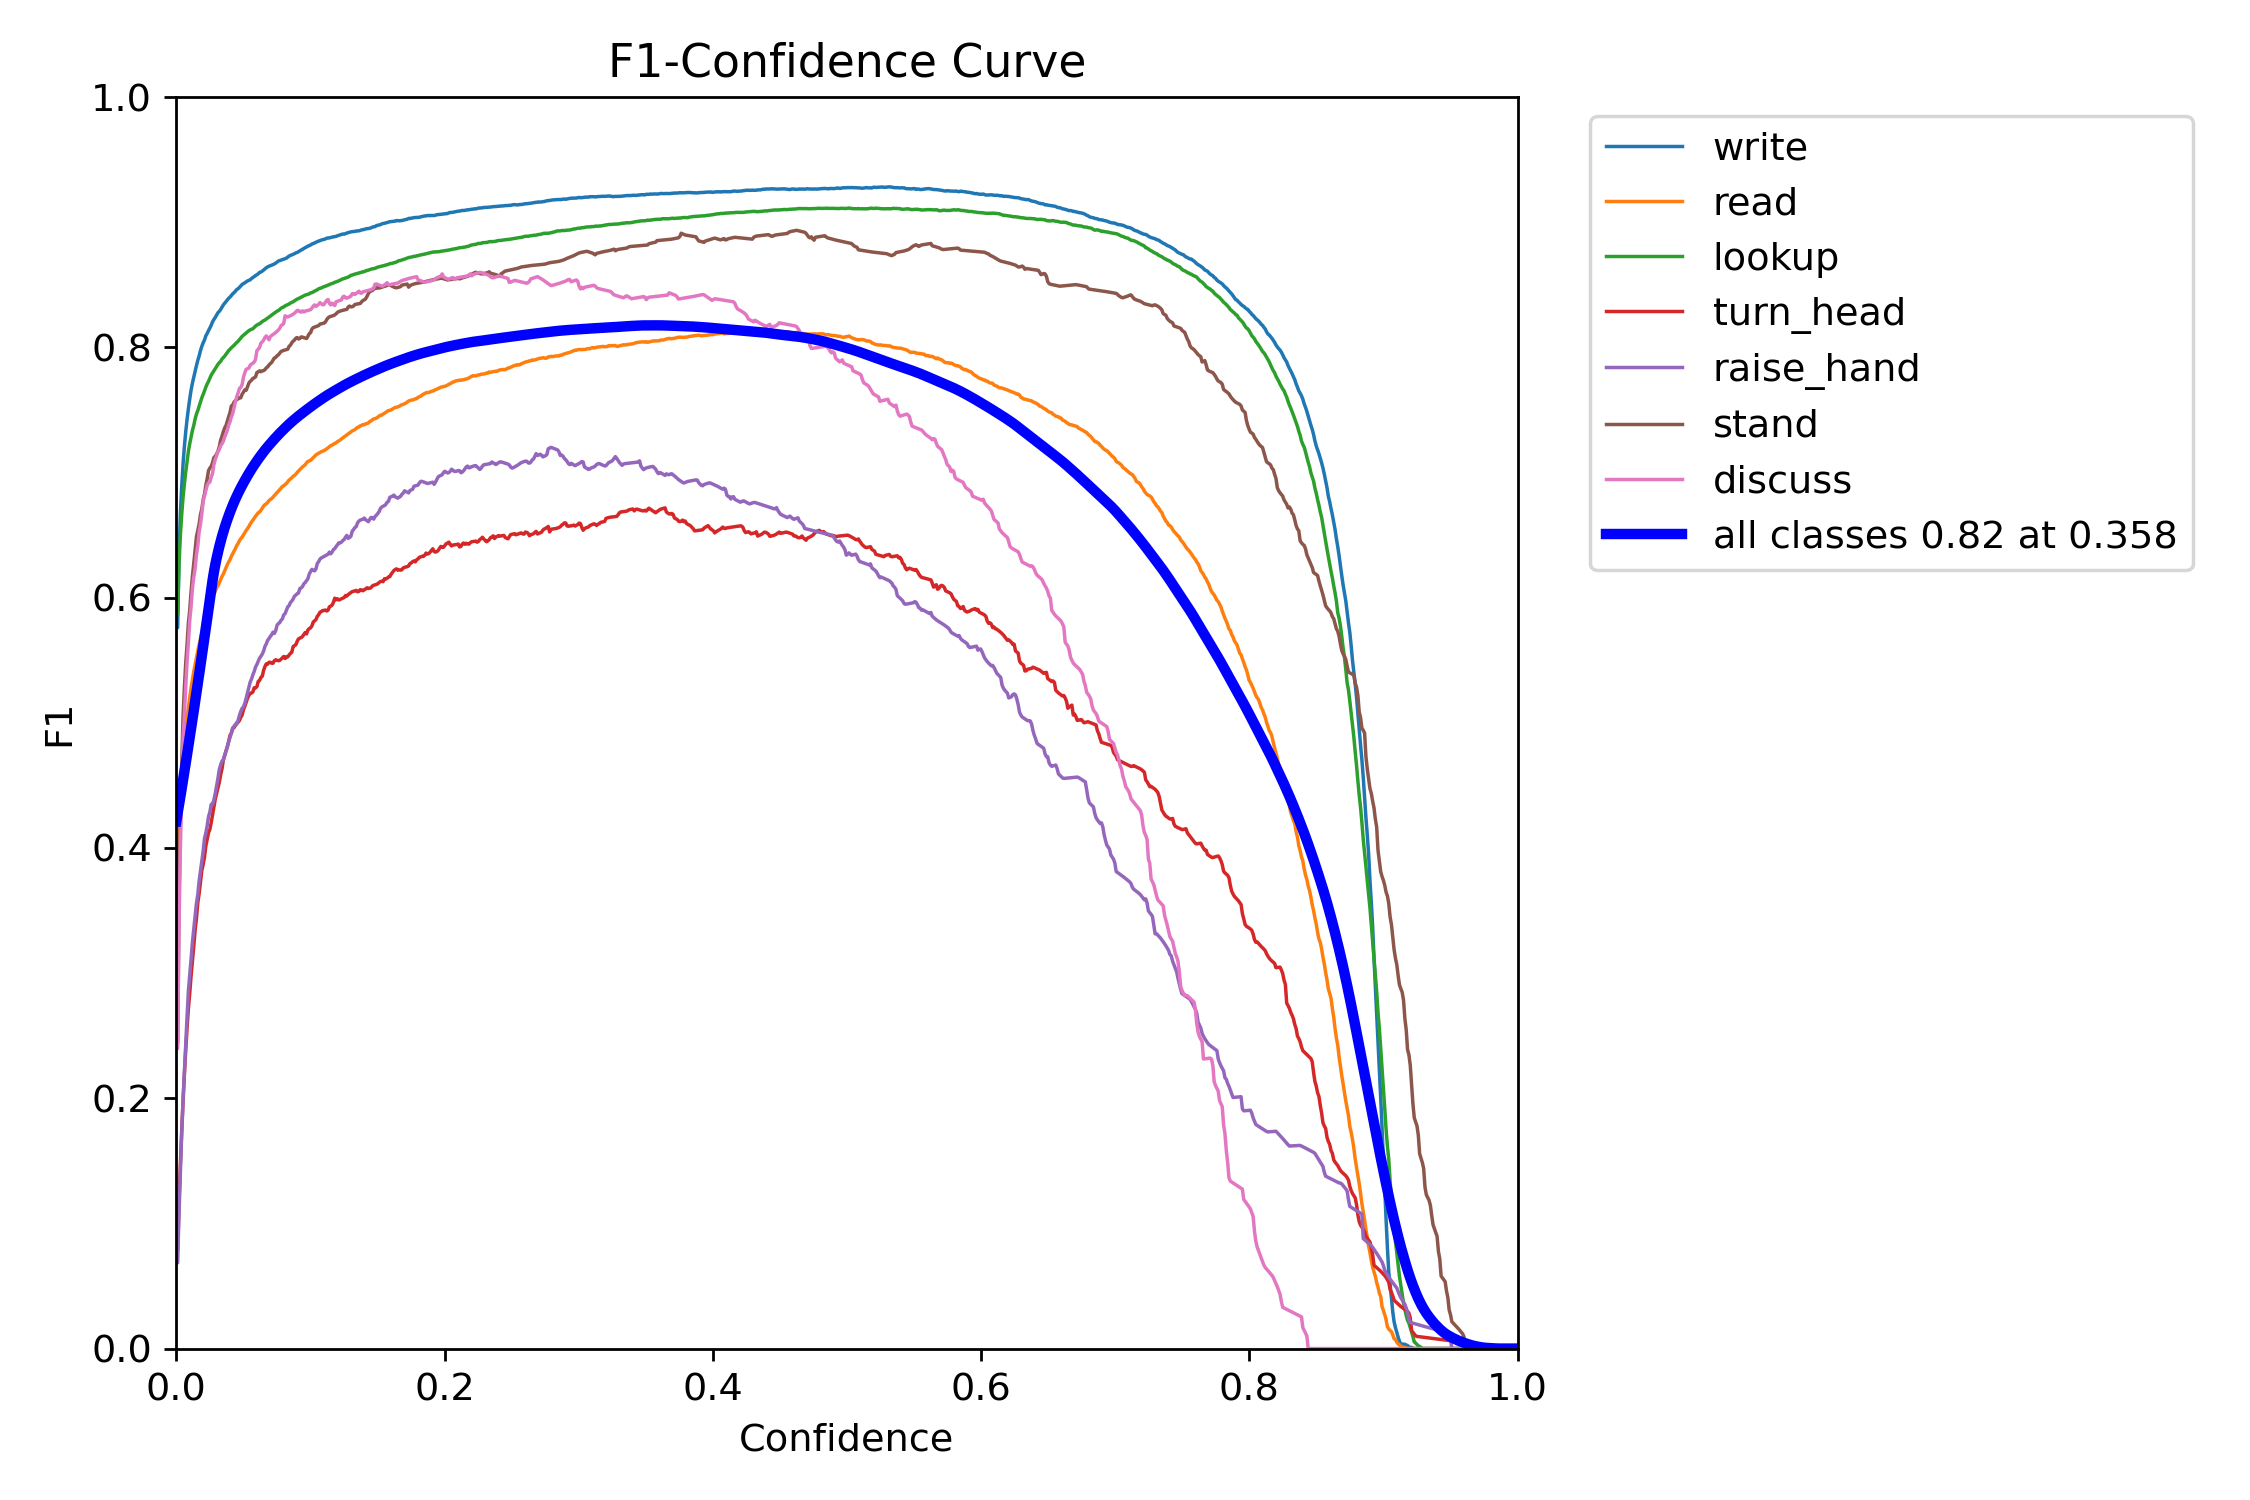 F1-Confidence Curve
1.0
0.8
0.6
0.4
0.2
0.0
F1
0.0 0.2 0.4 0.6 0.8 1.0
Confidence
write
read
lookup
turn_head
raise_hand
stand
discuss
all classes 0.82 at 0.358